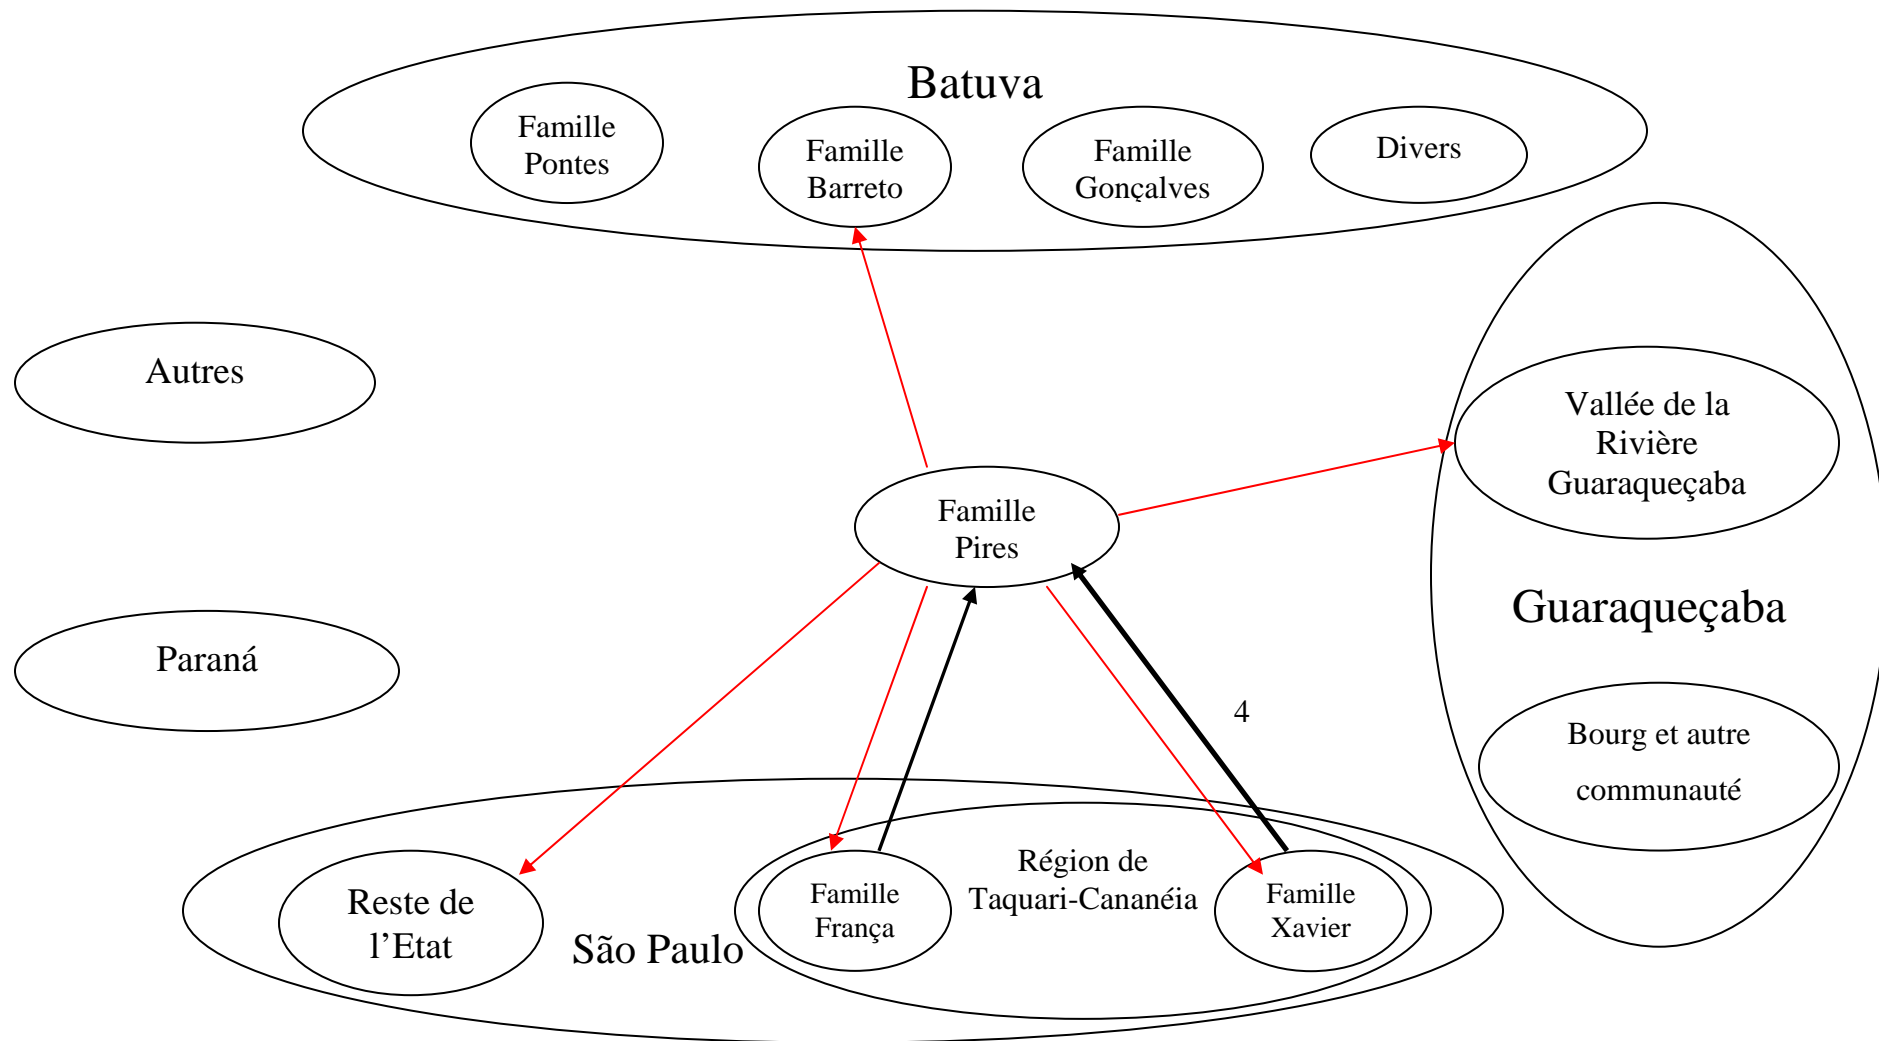 Batuva
Famille
Pontes
Famille
Barreto
Famille
Gonçalves
Divers
Autres
Vallée de la
Rivière
Guaraqueçaba
Famille
Pires
Guaraqueçaba
Paraná
4
Bourg et autre
communauté
Reste de
l’Etat
São Paulo
Famille
França
Région de
Taquari-Cananéia
Famille
Xavier